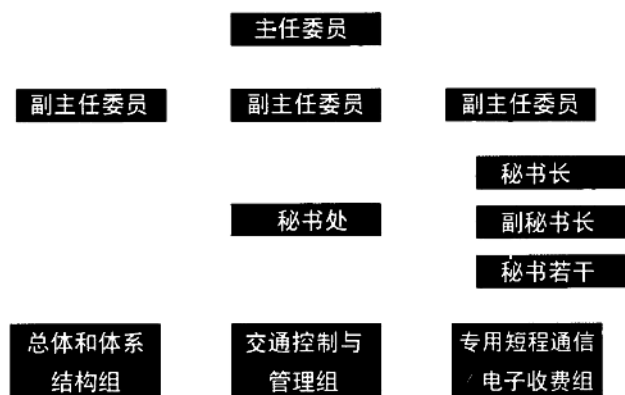 主任委员
副主任委员 副主任委员 副主任委员
秘书长
秘书处 副秘书长
秘书若干
总体和体系 交通控制与 专用短程通信
结构组 管理组 电子收费组